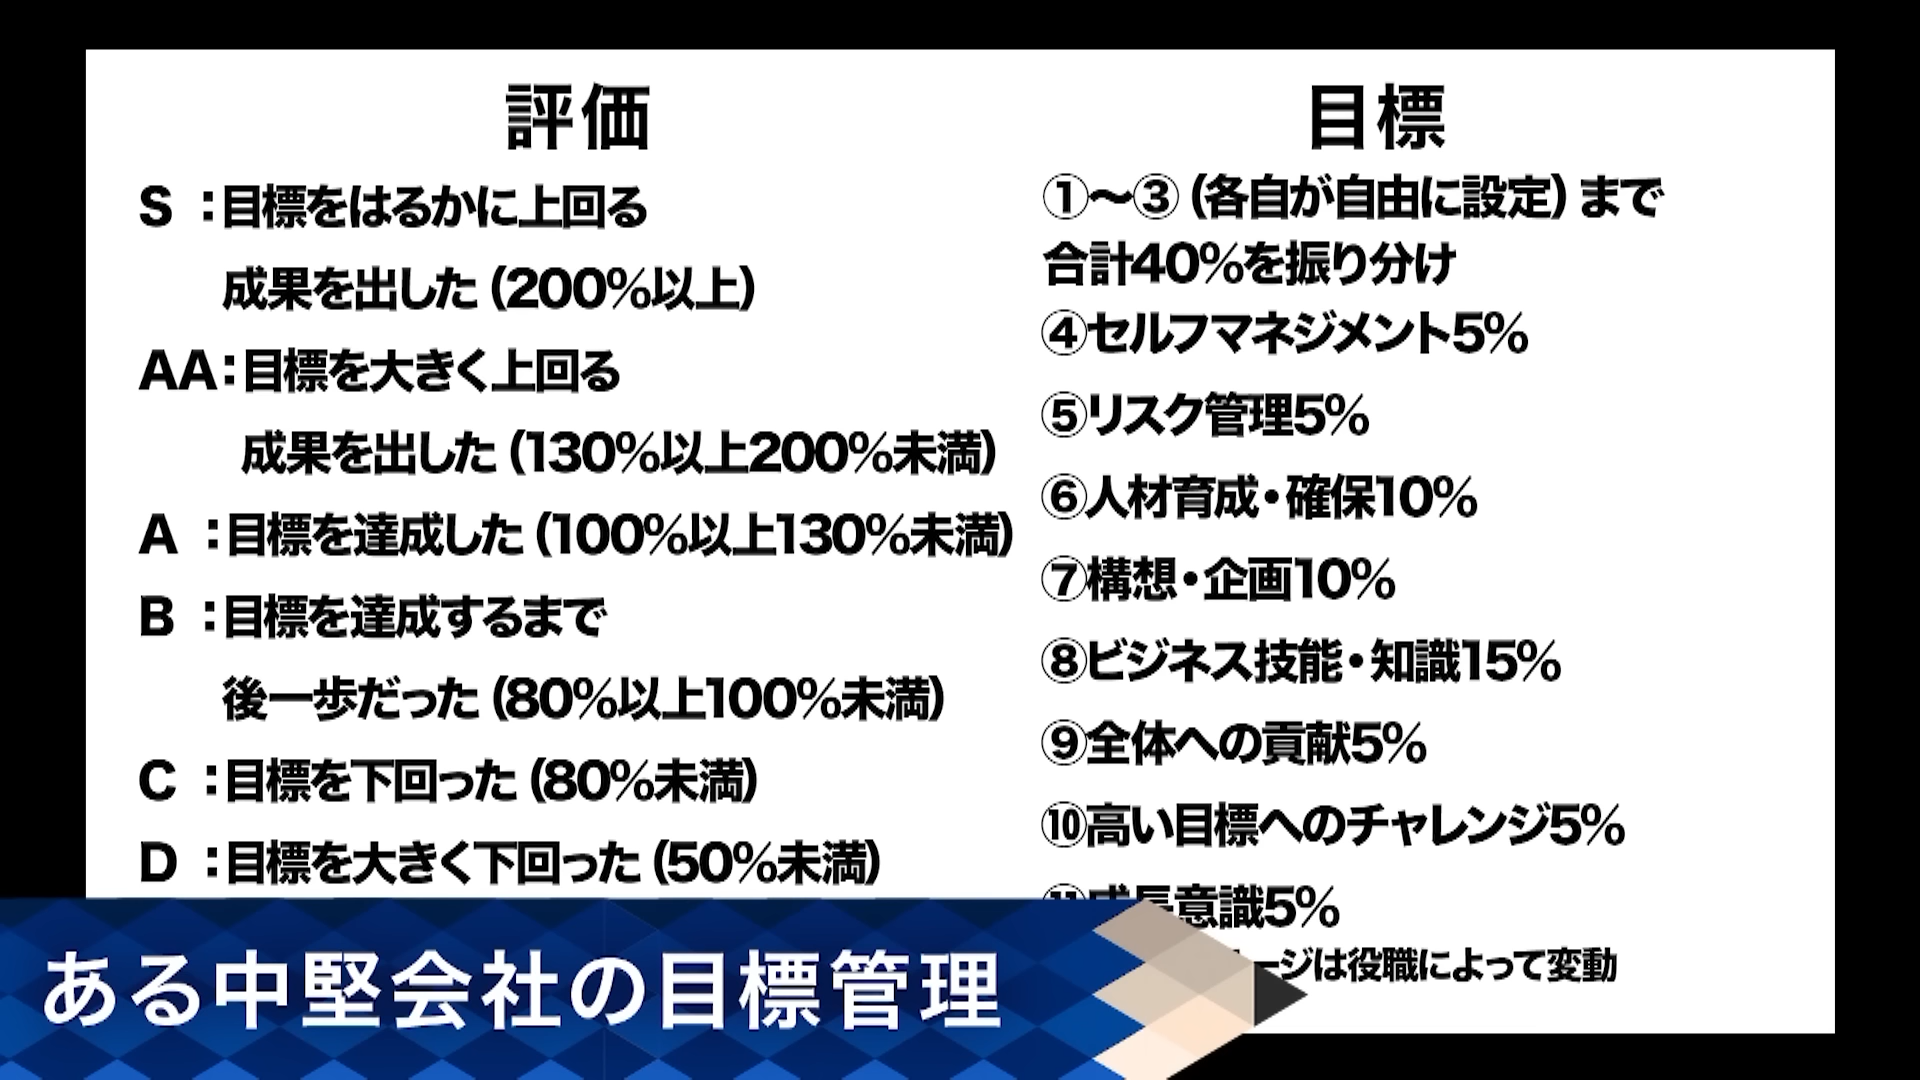 評価
S :目標をはるかに上回る
成果を出した(200%以上)
AA:目標を大きく上回る
成果を出した(130%以上200%未満)
A :目標を達成した(100%以上130%未満)
B :目標を達成するまで
後一歩だった(80%以上100%未満)
C :目標を下回った(80%未満)
D :目標を大きく下回った(50%未満)
目標
①〜③(各自が自由に設定)まで
合計40%を振り分け
④セルフマネジメント5%
⑤リスク管理5%
⑥人材育成・確保10%
⑦構想・企画10%
⑧ビジネス技能・知識15%
⑨全体への貢献5%
⑩高い目標へのチャレンジ5%
⑪成長意識5%
ージは役職によって変動
ある中堅会社の目標管理